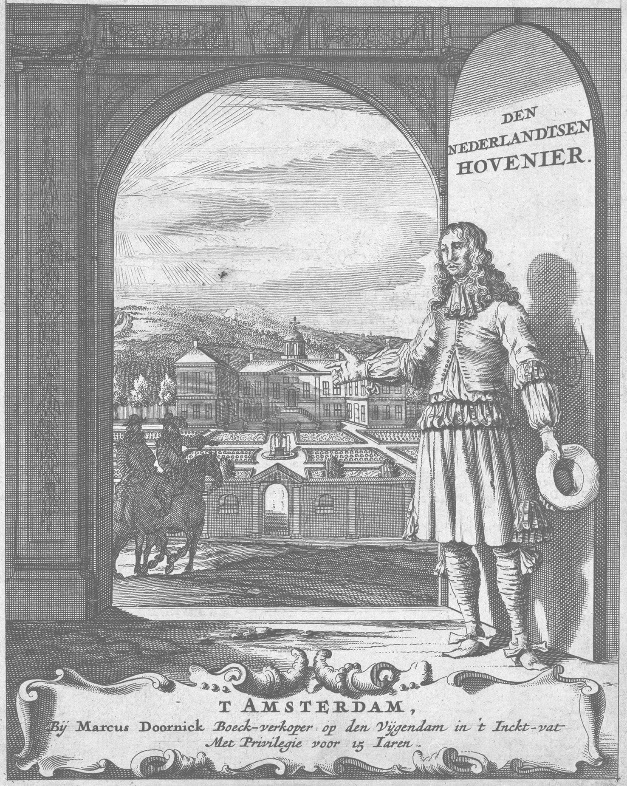 DEN
NEDERLANDTSEN
HOVENIER.
T AMSTERDAM,
Bij Marcus Doornick Boeck-verkoper op den Vijgendam in 't Inckt-vat
Met Privilegie voor 15 Iaren.